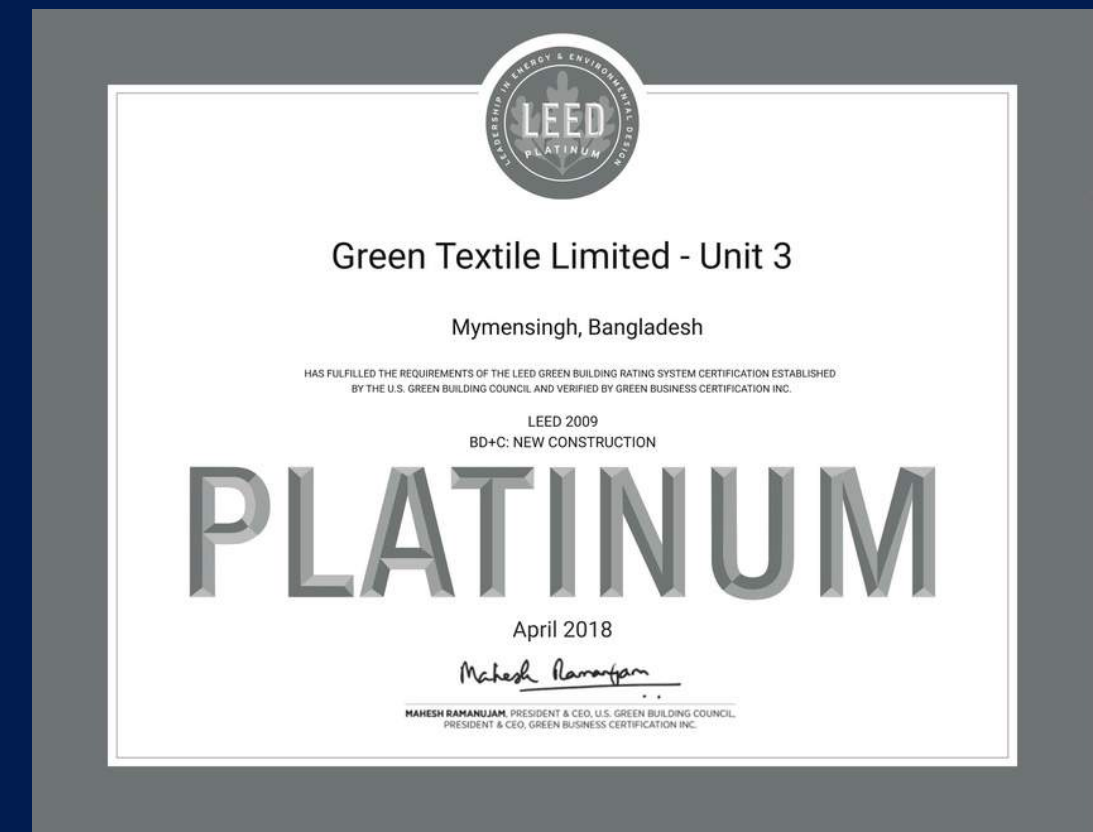 LEADERSHIP IN ENERGY & ENVIRONMENTAL DESIGN
LEED
PLATINUM
Green Textile Limited - Unit 3
Mymensingh, Bangladesh
HAS FULFILLED THE REQUIREMENTS OF THE LEED GREEN BUILDING RATING SYSTEM CERTIFICATION ESTABLISHED
BY THE U.S. GREEN BUILDING COUNCIL AND VERIFIED BY GREEN BUSINESS CERTIFICATION INC.
LEED 2009
BD+C: NEW CONSTRUCTION
PLATINUM
April 2018
Mahesh Ramanujam
MAHESH RAMANUJAM, PRESIDENT & CEO, U.S. GREEN BUILDING COUNCIL,
PRESIDENT & CEO, GREEN BUSINESS CERTIFICATION INC.